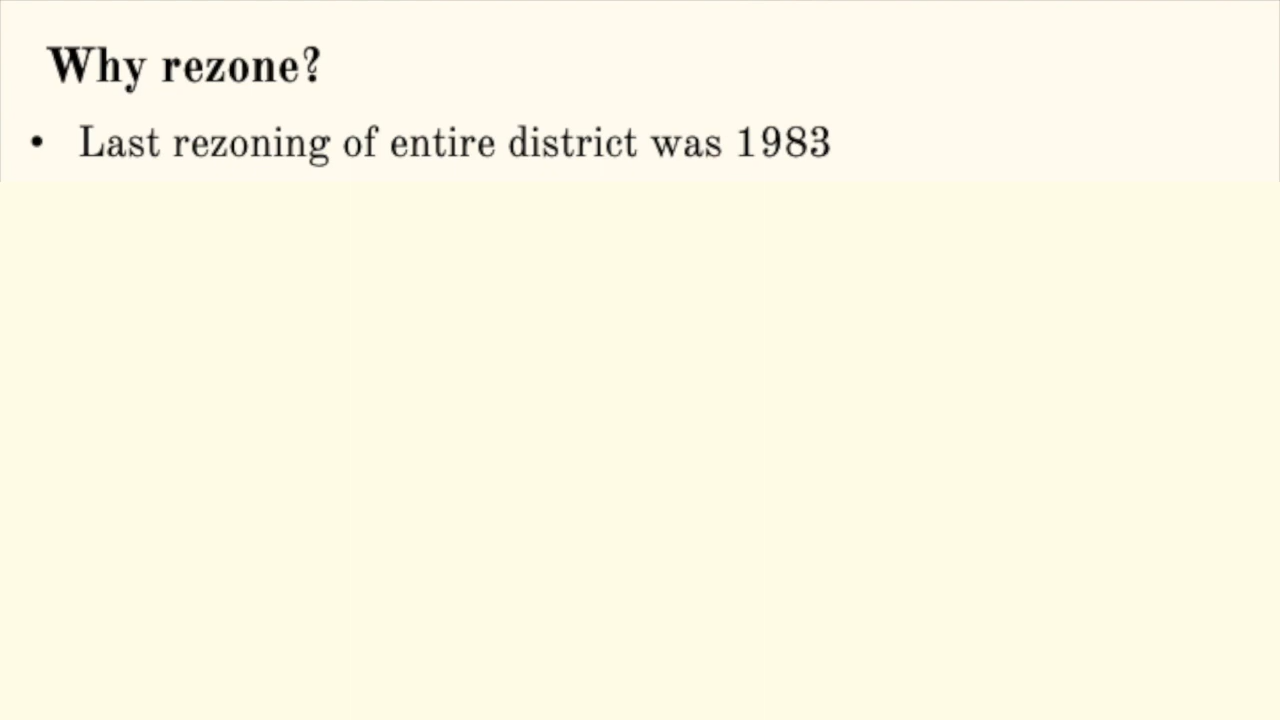 Why rezone?
• Last rezoning of entire district was 1983